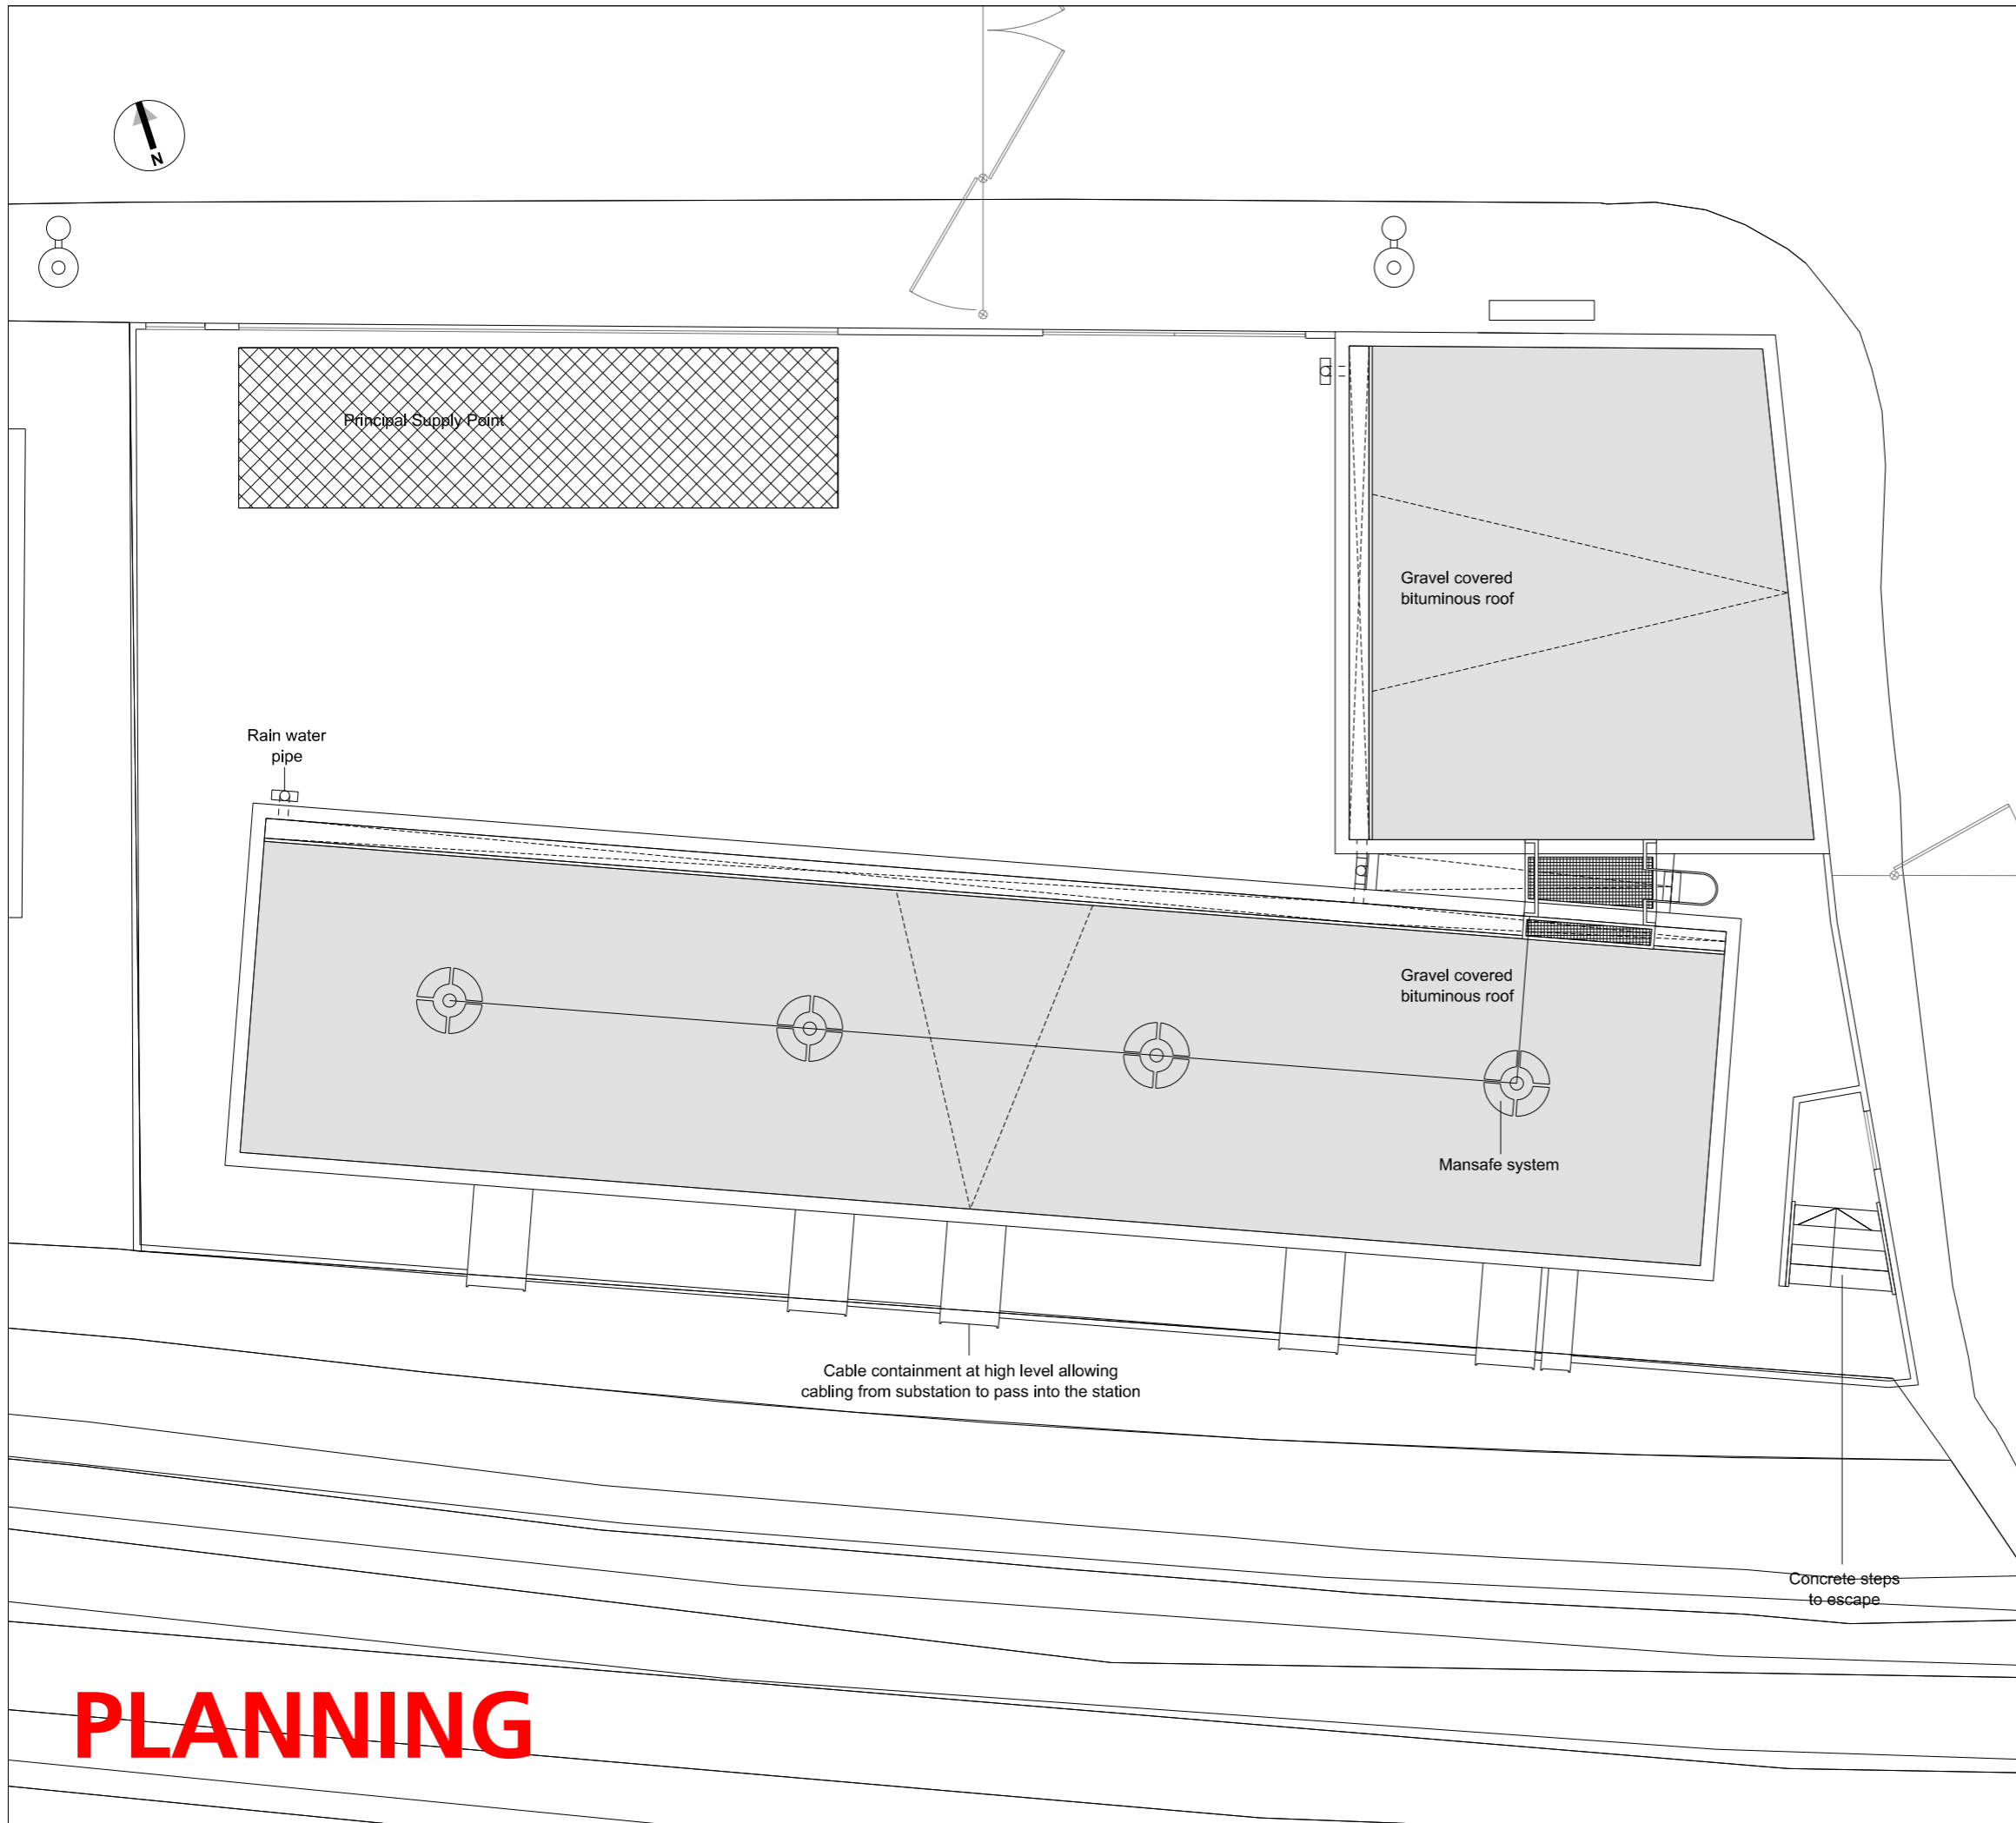 N
Principal Supply Point
Gravel covered
bituminous roof
Rain water
pipe
Gravel covered
bituminous roof
Mansafe system
Cable containment at high level allowing
cabling from substation to pass into the station
Concrete steps
to escape
PLANNING